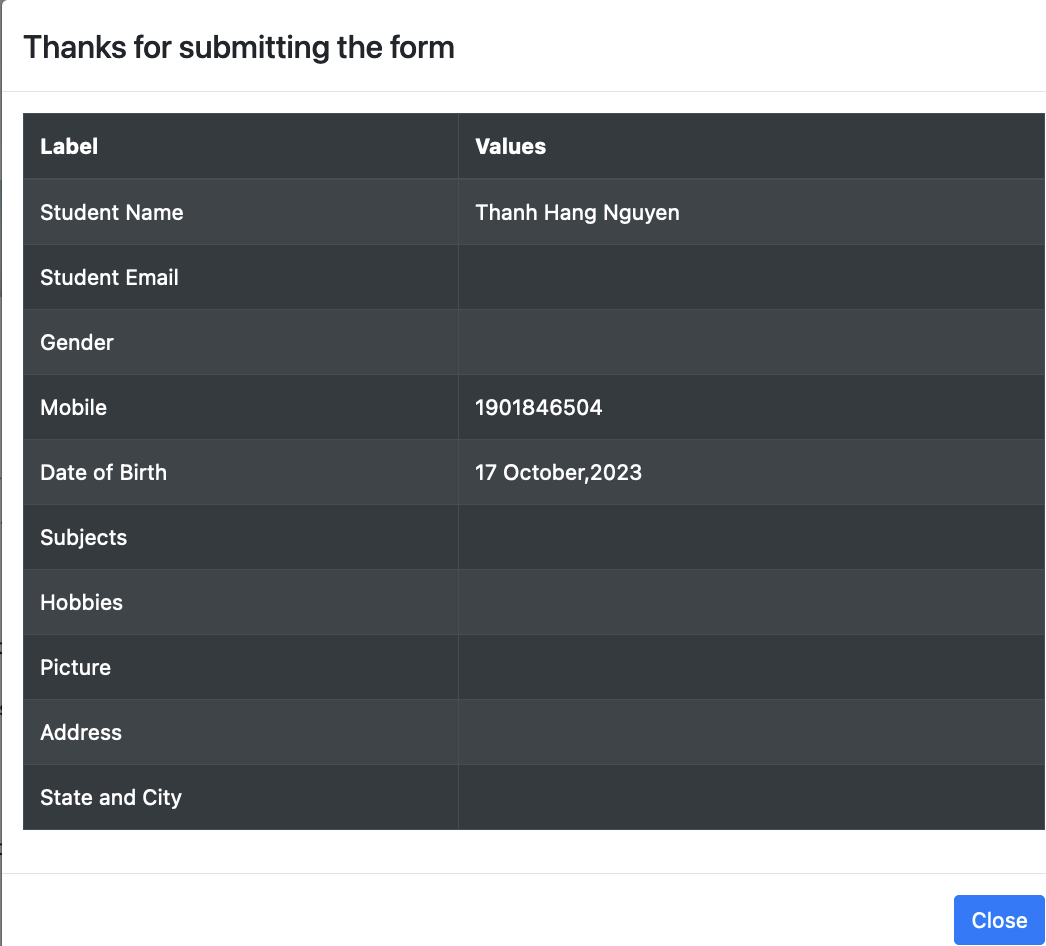 Thanks for submitting the form
Label Values
Student Name Thanh Hang Nguyen
Student Email
Gender
Mobile 1901846504
Date of Birth 17 October,2023
Subjects
Hobbies
Picture
Address
State and City
Close